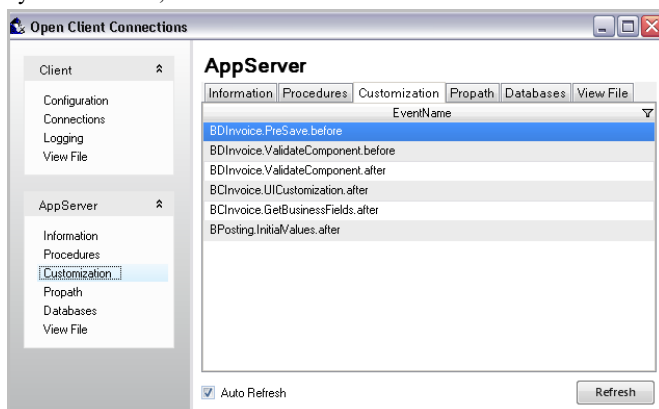 Open Client Connections
Client
Configuration
Connections
Logging
View File
AppServer
Information
Procedures
Customization
Propath
Databases
View File
AppServer
Information Procedures Customization Propath Databases View File
EventName
BDInvoice.PreSave.before
BDInvoice.ValidateComponent.before
BDInvoice.ValidateComponent.after
BCInvoice.UICustomization.after
BCInvoice.GetBusinessFields.after
BPosting.InitialValues.after
Auto Refresh
Refresh